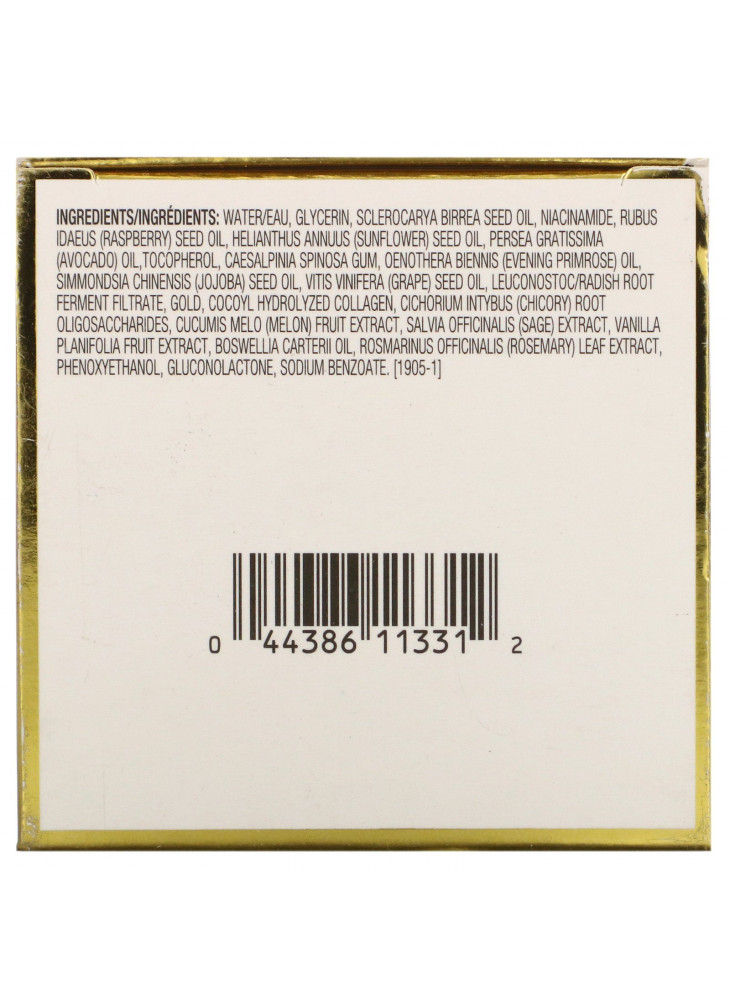 INGREDIENTS/INGRÉDIENTS: WATER/EAU, GLYCERIN, SCLEROCARYA BIRREA SEED OIL, NIACINAMIDE, RUBUS
IDAEUS (RASPBERRY) SEED OIL, HELIANTHUS ANNUUS (SUNFLOWER) SEED OIL, PERSEA GRATISSIMA
(AVOCADO) OIL,TOCOPHEROL, CAESALPINIA SPINOSA GUM, OENOTHERA BIENNIS (EVENING PRIMROSE) OIL,
SIMMONDSIA CHINENSIS (JOJOBA) SEED OIL, VITIS VINIFERA (GRAPE) SEED OIL, LEUCONOSTOC/RADISH ROOT
FERMENT FILTRATE, GOLD, COCOYL HYDROLYZED COLLAGEN, CICHORIUM INTYBUS (CHICORY) ROOT
OLIGOSACCHARIDES, CUCUMIS MELO (MELON) FRUIT EXTRACT, SALVIA OFFICINALIS (SAGE) EXTRACT, VANILLA
PLANIFOLIA FRUIT EXTRACT, BOSWELLIA CARTERII OIL, ROSMARINUS OFFICINALIS (ROSEMARY) LEAF EXTRACT,
PHENOXYETHANOL, GLUCONOLACTONE, SODIUM BENZOATE. [1905-1]
0 44386 11331 2